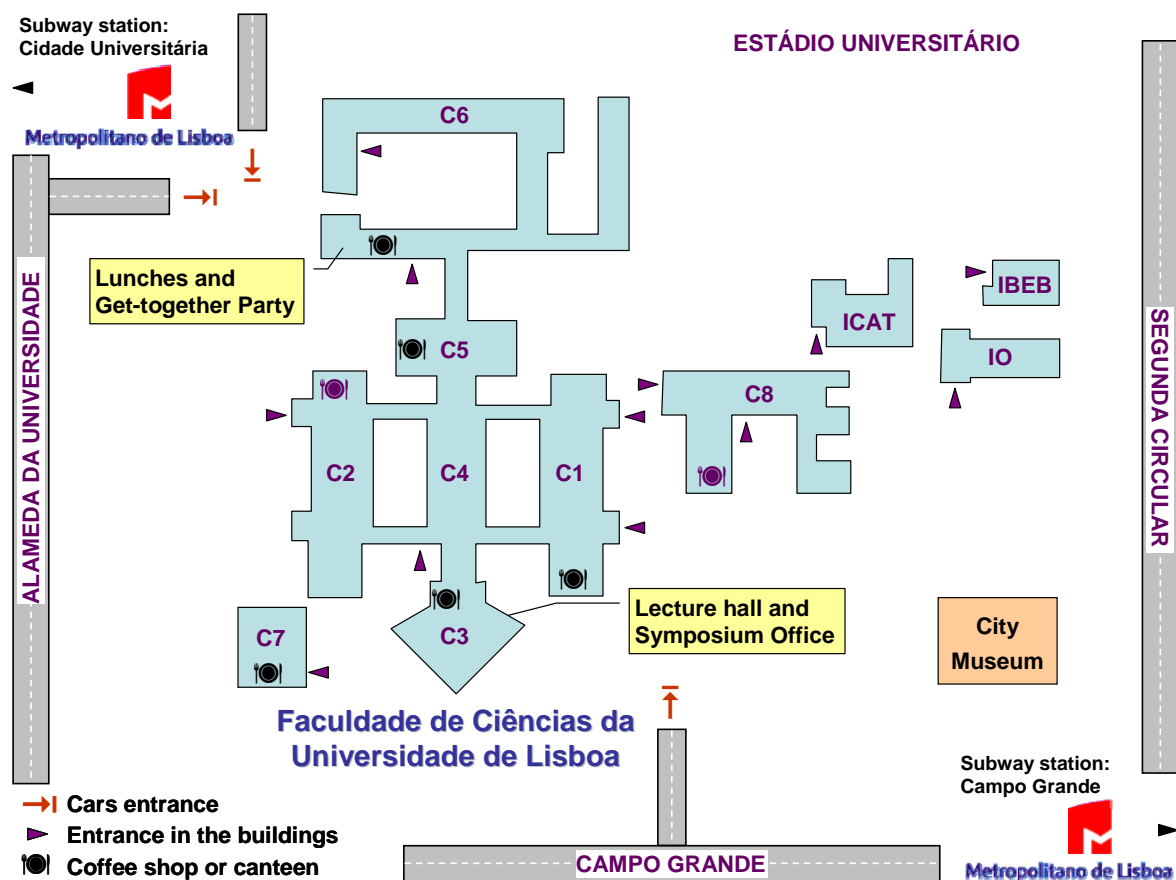 Subway station:
Cidade Universitária
Metropolitano de Lisboa
ESTÁDIO UNIVERSITÁRIO
C6
Lunches and
Get-together Party
ALAMEDA DA UNIVERSIDADE
IBEB
ICAT
IO
C5
C8
SEGUNDA CIRCULAR
C2
C4
C1
Lecture hall and
Symposium Office
C7
C3
City
Museum
Faculdade de Ciências da
Universidade de Lisboa
Subway station:
Campo Grande
Metropolitano de Lisboa
Cars entrance
Entrance in the buildings
Coffee shop or canteen
CAMPO GRANDE